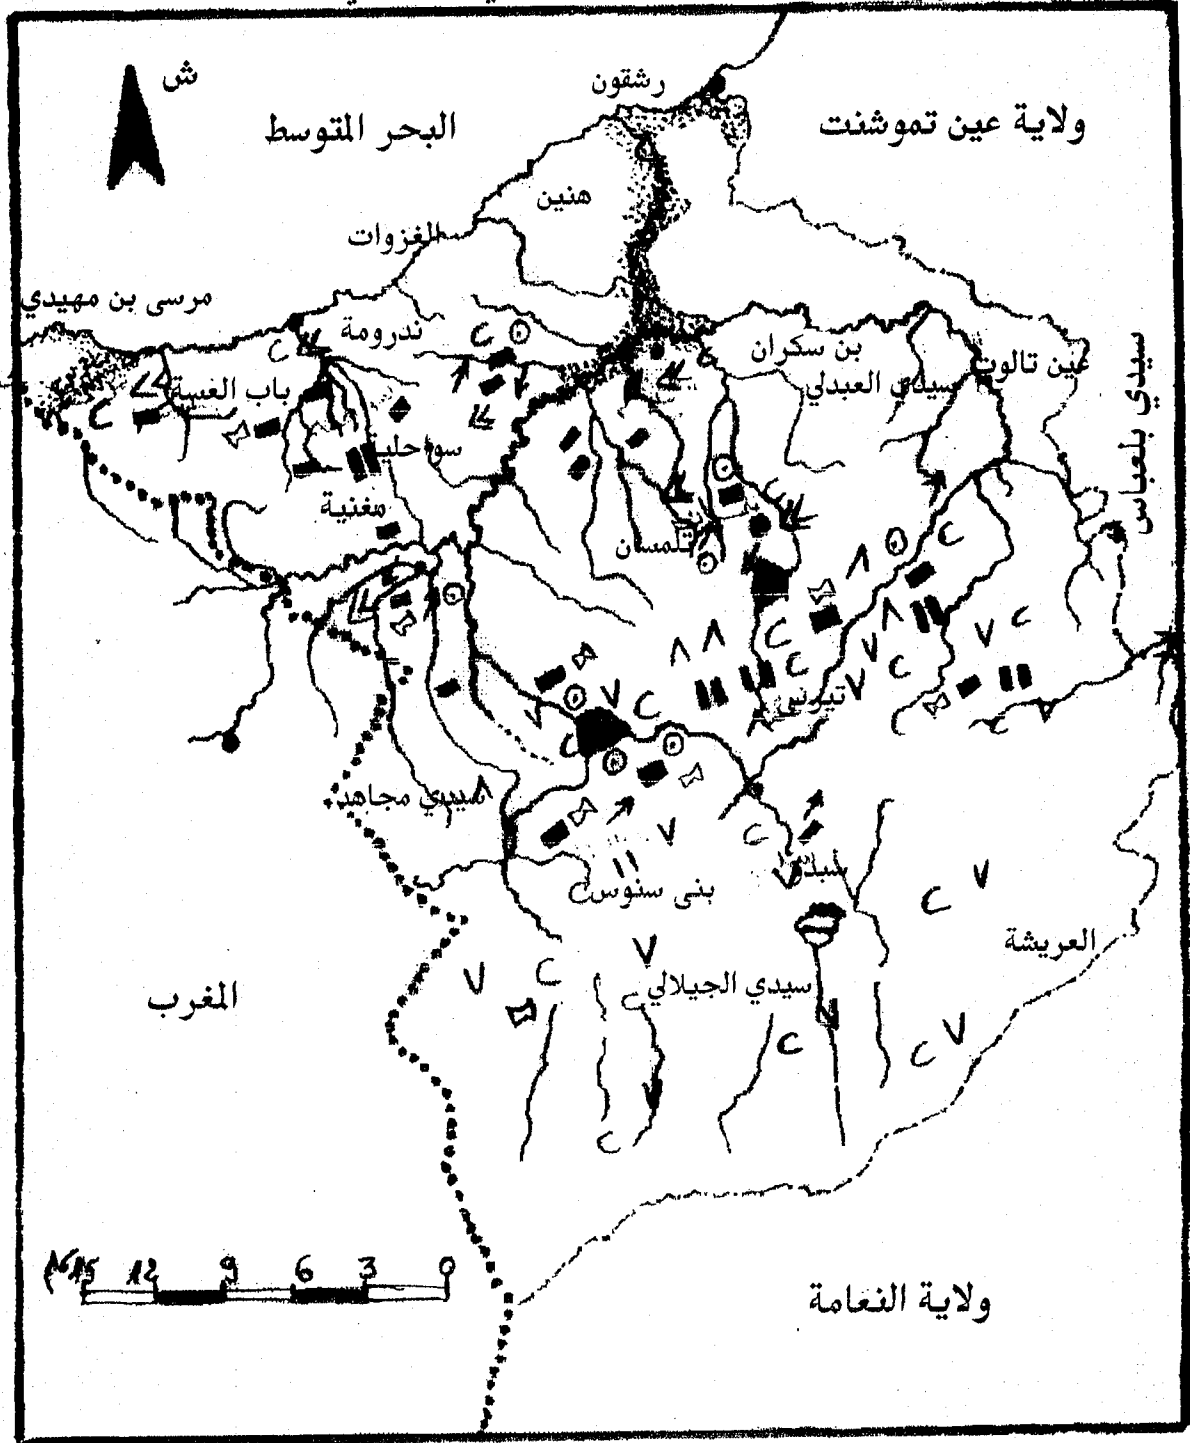 ش
رشقون
البحر المتوسط
ولاية عين تموشنت
هنين
الغزوات
مرسى بن مهيدي
ندرومة
بن سكران
عين تالوت
سيدي العبدلي
باب العسة
سواحلية
سيدي بلعباس
مغنية
تلمسان
تيرني
سيدي مجاهد
بنى سنوس
العريشة
سيدي الجيلالي
المغرب
15 12 9 6 3 0
ولاية النعامة